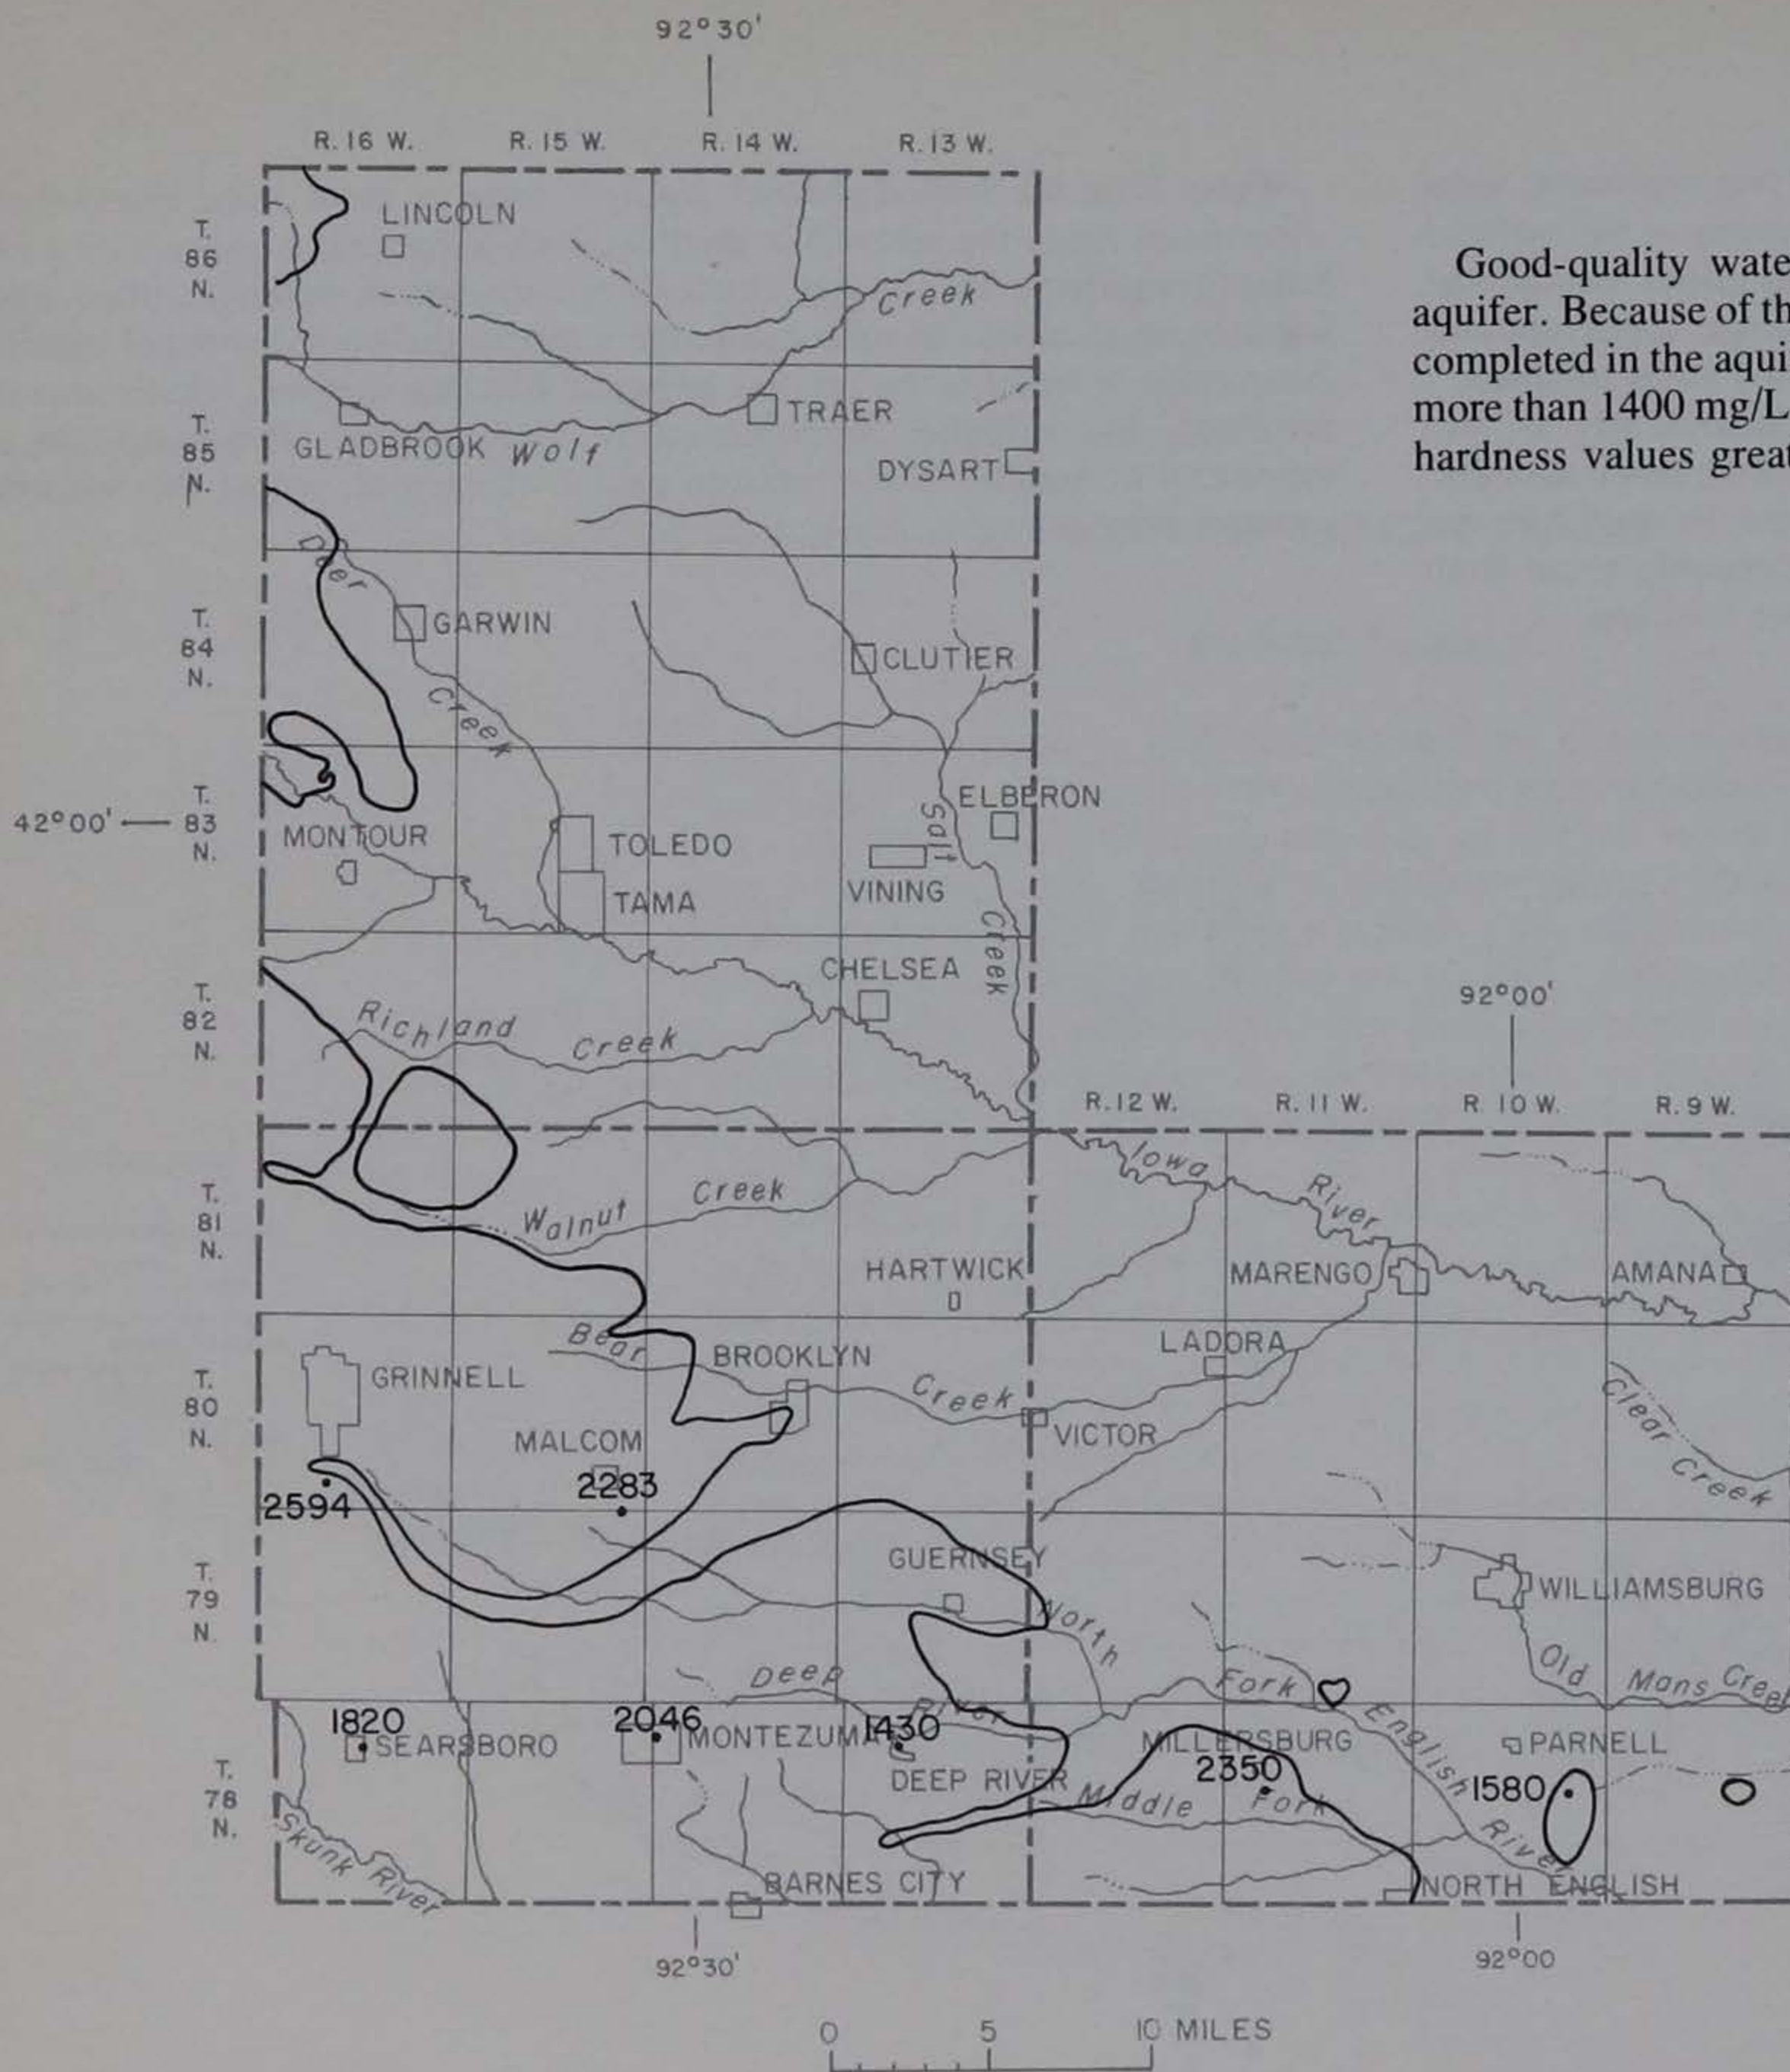 92°30'
R. 16 W. R. 15 W. R. 14 W. R. 13 W.
T. 86 N.
LINCOLN
Creek
Good-quality wate
aquifer. Because of th
completed in the aqui
more than 1400 mg/L
hardness values great
T. 85 N.
GLADBROOK Wolf
TRAER
DYSART
Deer
T. 84 N.
GARWIN
CLUTIER
Creek
42°00'
T. 83 N.
MONTOUR
TOLEDO
TAMA
ELBERON
Salt
VINING
Creek
CHELSEA
T. 82 N.
Richland Creek
92°00'
R. 12 W. R. 11 W. R. 10 W. R. 9 W.
Iowa River
T. 81 N.
Walnut Creek
HARTWICK
MARENGO
AMANA
Bear
BROOKLYN
LADORA
T. 80 N.
GRINNELL
Creek
Clear Creek
MALCOM
VICTOR
2594
2283
GUERNSEY
T. 79 N.
WILLIAMSBURG
North
Deep
Fork
Old Mans Creek
River
English
1820
SEARSBORO
2046
MONTEZUMA
1430
MILLERSBURG
PARNELL
DEEP RIVER
2350
1580
T. 78 N.
Middle Fork
Skunk River
River
BARNES CITY
NORTH ENGLISH
92°30'
92°00
0 5 10 MILES